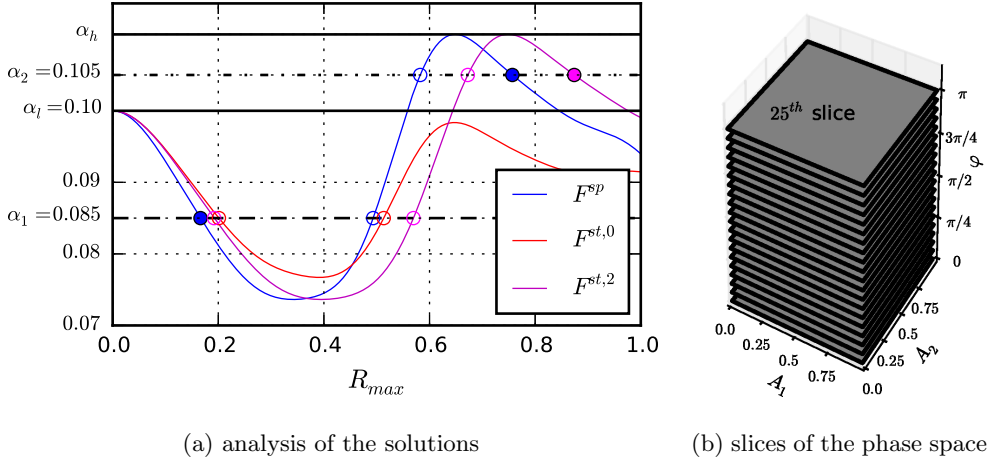 α_h
α_2=0.105
α_l=0.10
0.09
α_1=0.085
0.08
0.07
0.0 0.2 0.4 0.6 0.8 1.0
R_max
F^{sp}
F^{st,0}
F^{st,2}
(a) analysis of the solutions
25^{th} slice
π
3π/4
φ
π/2
π/4
0
0.0 0.25 0.5 0.75
A_1
0.0 0.25 0.5 0.75
A_2
(b) slices of the phase space